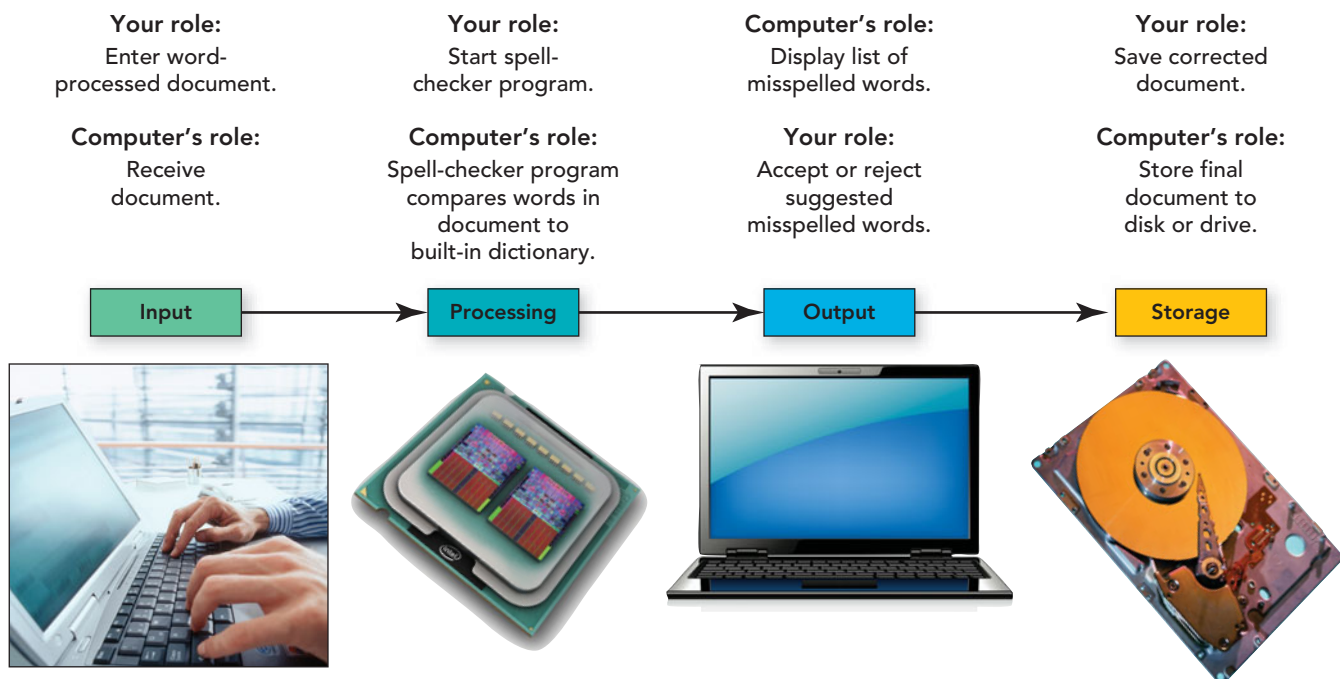 Your role:
Enter word-
processed document.
Computer's role:
Receive
document.
Your role:
Start spell-
checker program.
Computer's role:
Spell-checker program
compares words in
document to
built-in dictionary.
Computer's role:
Display list of
misspelled words.
Your role:
Accept or reject
suggested
misspelled words.
Your role:
Save corrected
document.
Computer's role:
Store final
document to
disk or drive.
Input
Processing
Output
Storage
intel